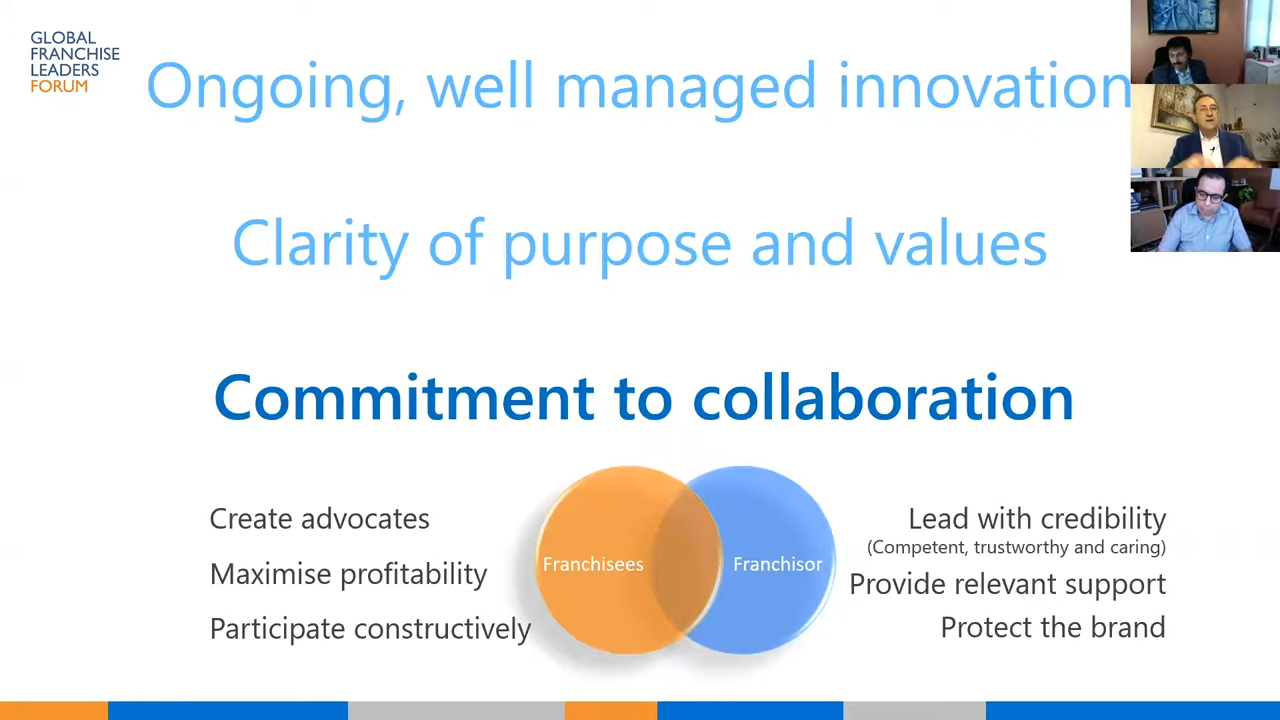 GLOBAL
FRANCHISE
LEADERS
FORUM
Ongoing, well managed innovation
Clarity of purpose and values
Commitment to collaboration
Create advocates
Maximise profitability
Participate constructively
Franchisees
Franchisor
Lead with credibility
(Competent, trustworthy and caring)
Provide relevant support
Protect the brand